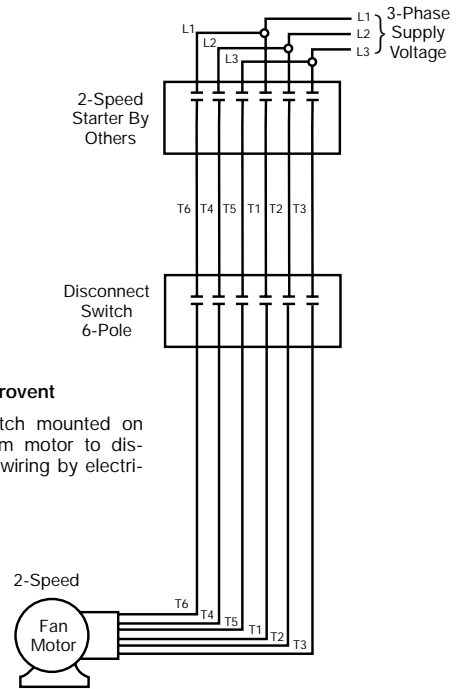 L1
L2
L3
L1
L2
L3
3-Phase
Supply
Voltage
2-Speed
Starter By
Others
T6 T4 T5 T1 T2 T3
Disconnect
Switch
6-Pole
rovent
tch mounted on
m motor to dis-
wiring by electri-
2-Speed
Fan
Motor
T6
T4
T5
T1
T2
T3